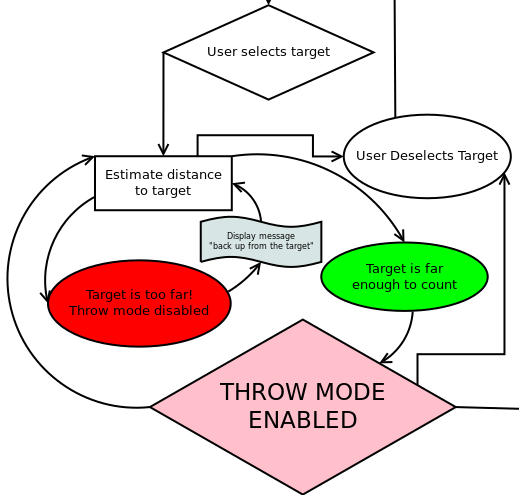 User selects target
User Deselects Target
Estimate distance
to target
Display message
"back up from the target"
Target is far
enough to count
Target is too far!
Throw mode disabled
THROW MODE
ENABLED